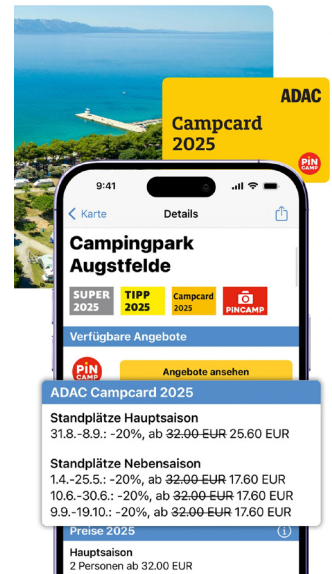 ADAC
Campcard
2025
PiN
CAMP
9:41
Karte
Details
Campingpark
Augstfelde
SUPER
2025
TIPP
2025
Campcard
2025
PiNCAMP
Verfügbare Angebote
PiN
CAMP
Angebote ansehen
ADAC Campcard 2025
Standplätze Hauptsaison
31.8.-8.9.: -20%, ab 32.00 EUR 25.60 EUR
Standplätze Nebensaison
1.4.-25.5.: -20%, ab 32.00 EUR 17.60 EUR
10.6.-30.6.: -20%, ab 32.00 EUR 17.60 EUR
9.9.-19.10.: -20%, ab 32.00 EUR 17.60 EUR
Preise 2025
Hauptsaison
2 Personen ab 32.00 EUR